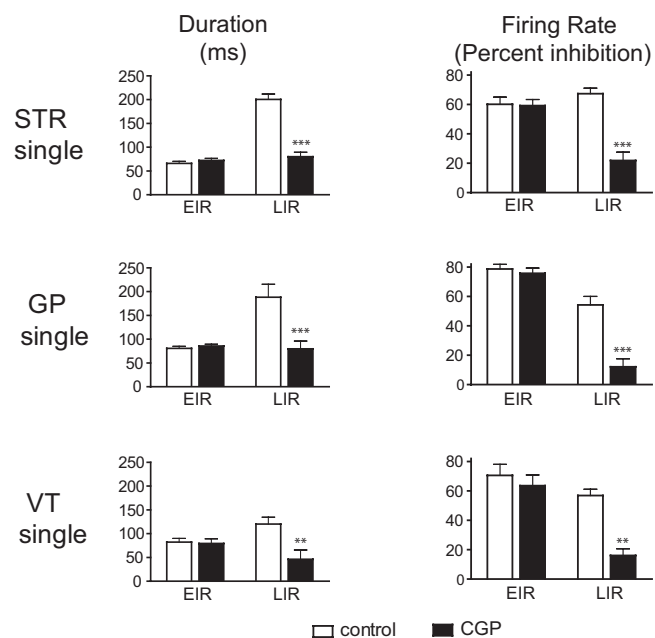 Duration
(ms)
Firing Rate
(Percent inhibition)
STR
single
250
200
150
100
50
0
***
EIR
LIR
80
60
40
20
0
***
EIR
LIR
GP
single
250
200
150
100
50
0
***
EIR
LIR
80
60
40
20
0
***
EIR
LIR
VT
single
250
200
150
100
50
0
**
EIR
LIR
80
60
40
20
0
**
EIR
LIR
control
CGP